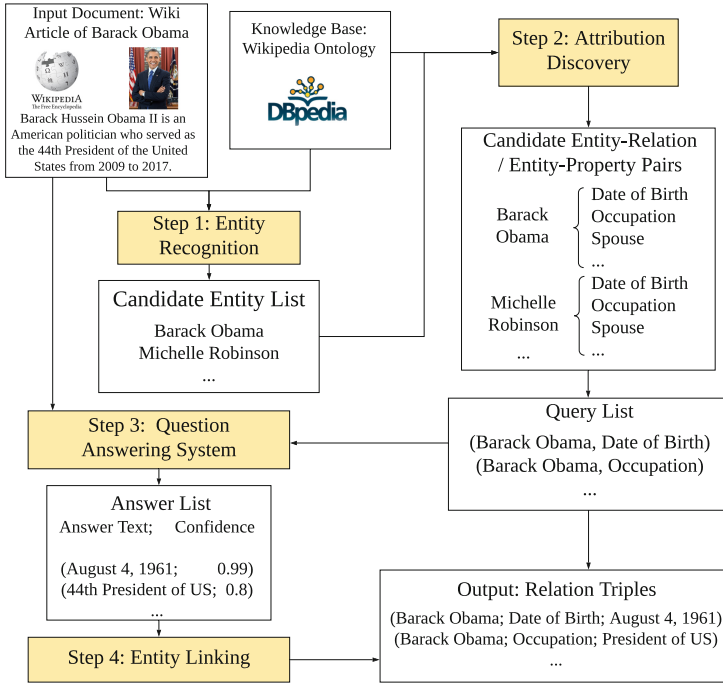 Input Document: Wiki
Article of Barack Obama
WIKIPEDIA
The Free Encyclopedia
Barack Hussein Obama II is an
American politician who served as
the 44th President of the United
States from 2009 to 2017.
Knowledge Base:
Wikipedia Ontology
DBpedia
Step 2: Attribution
Discovery
Step 1: Entity
Recognition
Candidate Entity List
Barack Obama
Michelle Robinson
...
Candidate Entity-Relation
/ Entity-Property Pairs
Barack
Obama
Date of Birth
Occupation
Spouse
...
Michelle
Robinson
Date of Birth
Occupation
Spouse
...
...
Query List
(Barack Obama, Date of Birth)
(Barack Obama, Occupation)
...
Step 3: Question
Answering System
Answer List
Answer Text; Confidence
(August 4, 1961; 0.99)
(44th President of US; 0.8)
...
Step 4: Entity Linking
Output: Relation Triples
(Barack Obama; Date of Birth; August 4, 1961)
(Barack Obama; Occupation; President of US)
...